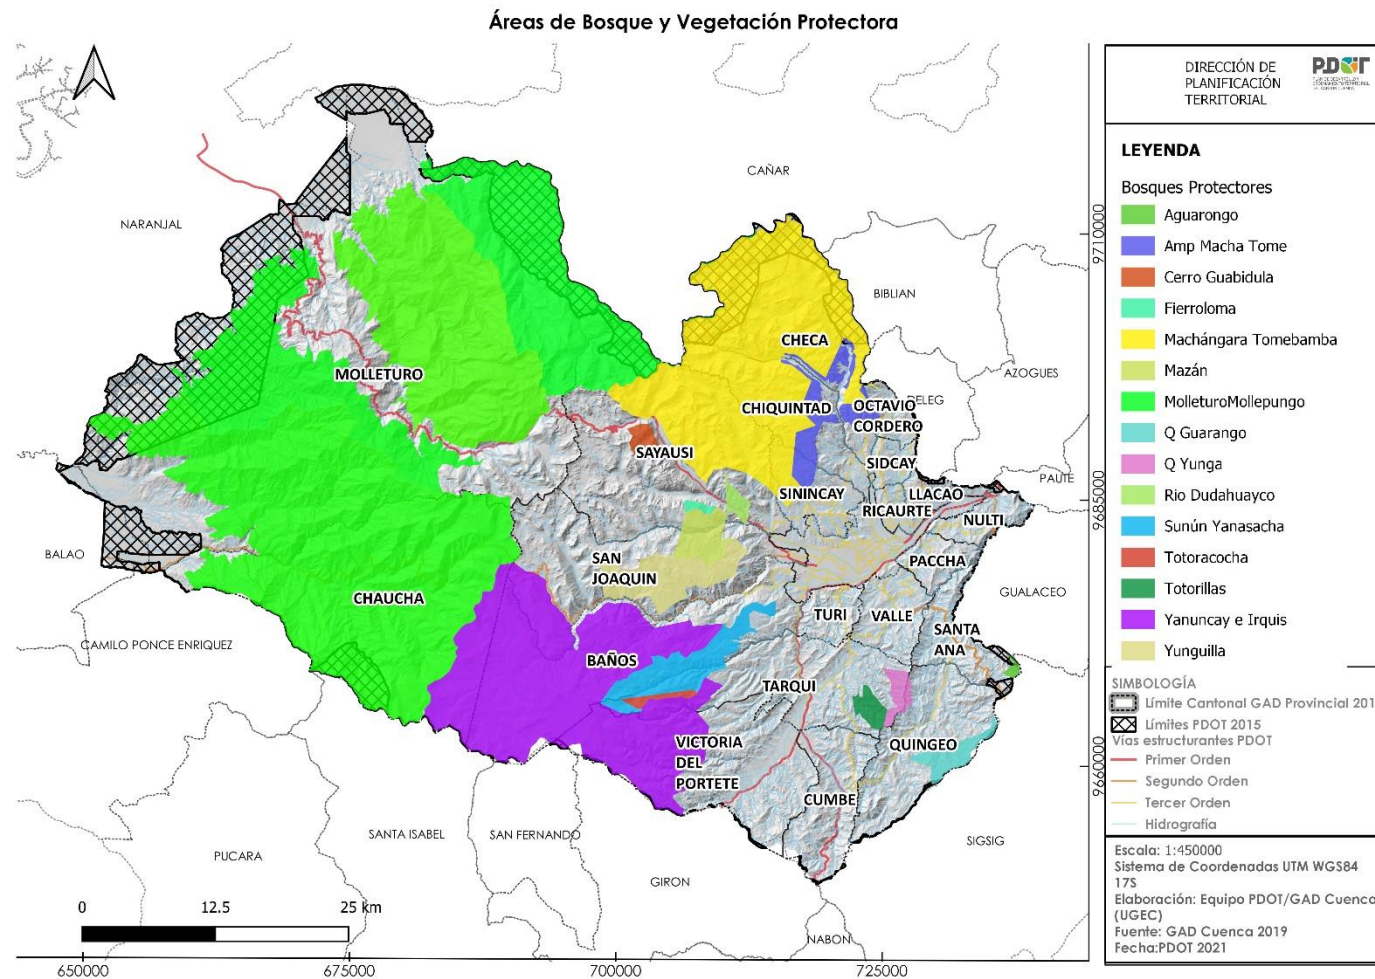 Áreas de Bosque y Vegetación Protectora
DIRECCIÓN DE
PLANIFICACIÓN
TERRITORIAL
PDOT
LEYENDA
Bosques Protectores
Aguarongo
Amp Macha Tome
Cerro Guabidula
Fierroloma
Machángara Tomebamba
Mazán
MolleturoMollepungo
Q Guarango
Q Yunga
Rio Dudahuayco
Sunún Yanasacha
Totoracocha
Totorillas
Yanuncay e Irquis
Yunguilla
SIMBOLOGÍA
Límite Cantonal GAD Provincial 201
Límites PDOT 2015
Vías estructurantes PDOT
Primer Orden
Segundo Orden
Tercer Orden
Hidrografía
Escala: 1:450000
Sistema de Coordenadas UTM WGS84
17S
Elaboración: Equipo PDOT/GAD Cuenca
(UGEC)
Fuente: GAD Cuenca 2019
Fecha:PDOT 2021
CAÑAR
NARANJAL
BIBLIAN
CHECA
AZOGUES
MOLLETURO
CHIQUINTAD
OCTAVIO
CORDERO
ELEG
SAYAUSI
SIDCAY
PAUTE
SININCAY
LLACAO
RICAURTE
NULTI
BALAO
SAN
JOAQUIN
PACCHA
CHAUCHA
GUALACEO
TURI
VALLE
SANTA
ANA
CAMILO PONCE ENRIQUEZ
BAÑOS
TARQUI
VICTORIA
DEL
PORTETE
QUINGEO
CUMBE
SANTA ISABEL
SAN FERNANDO
SIGSIG
PUCARA
GIRON
NABON
0
12.5
25 km
650000
675000
700000
725000
9710000
9685000
9660000